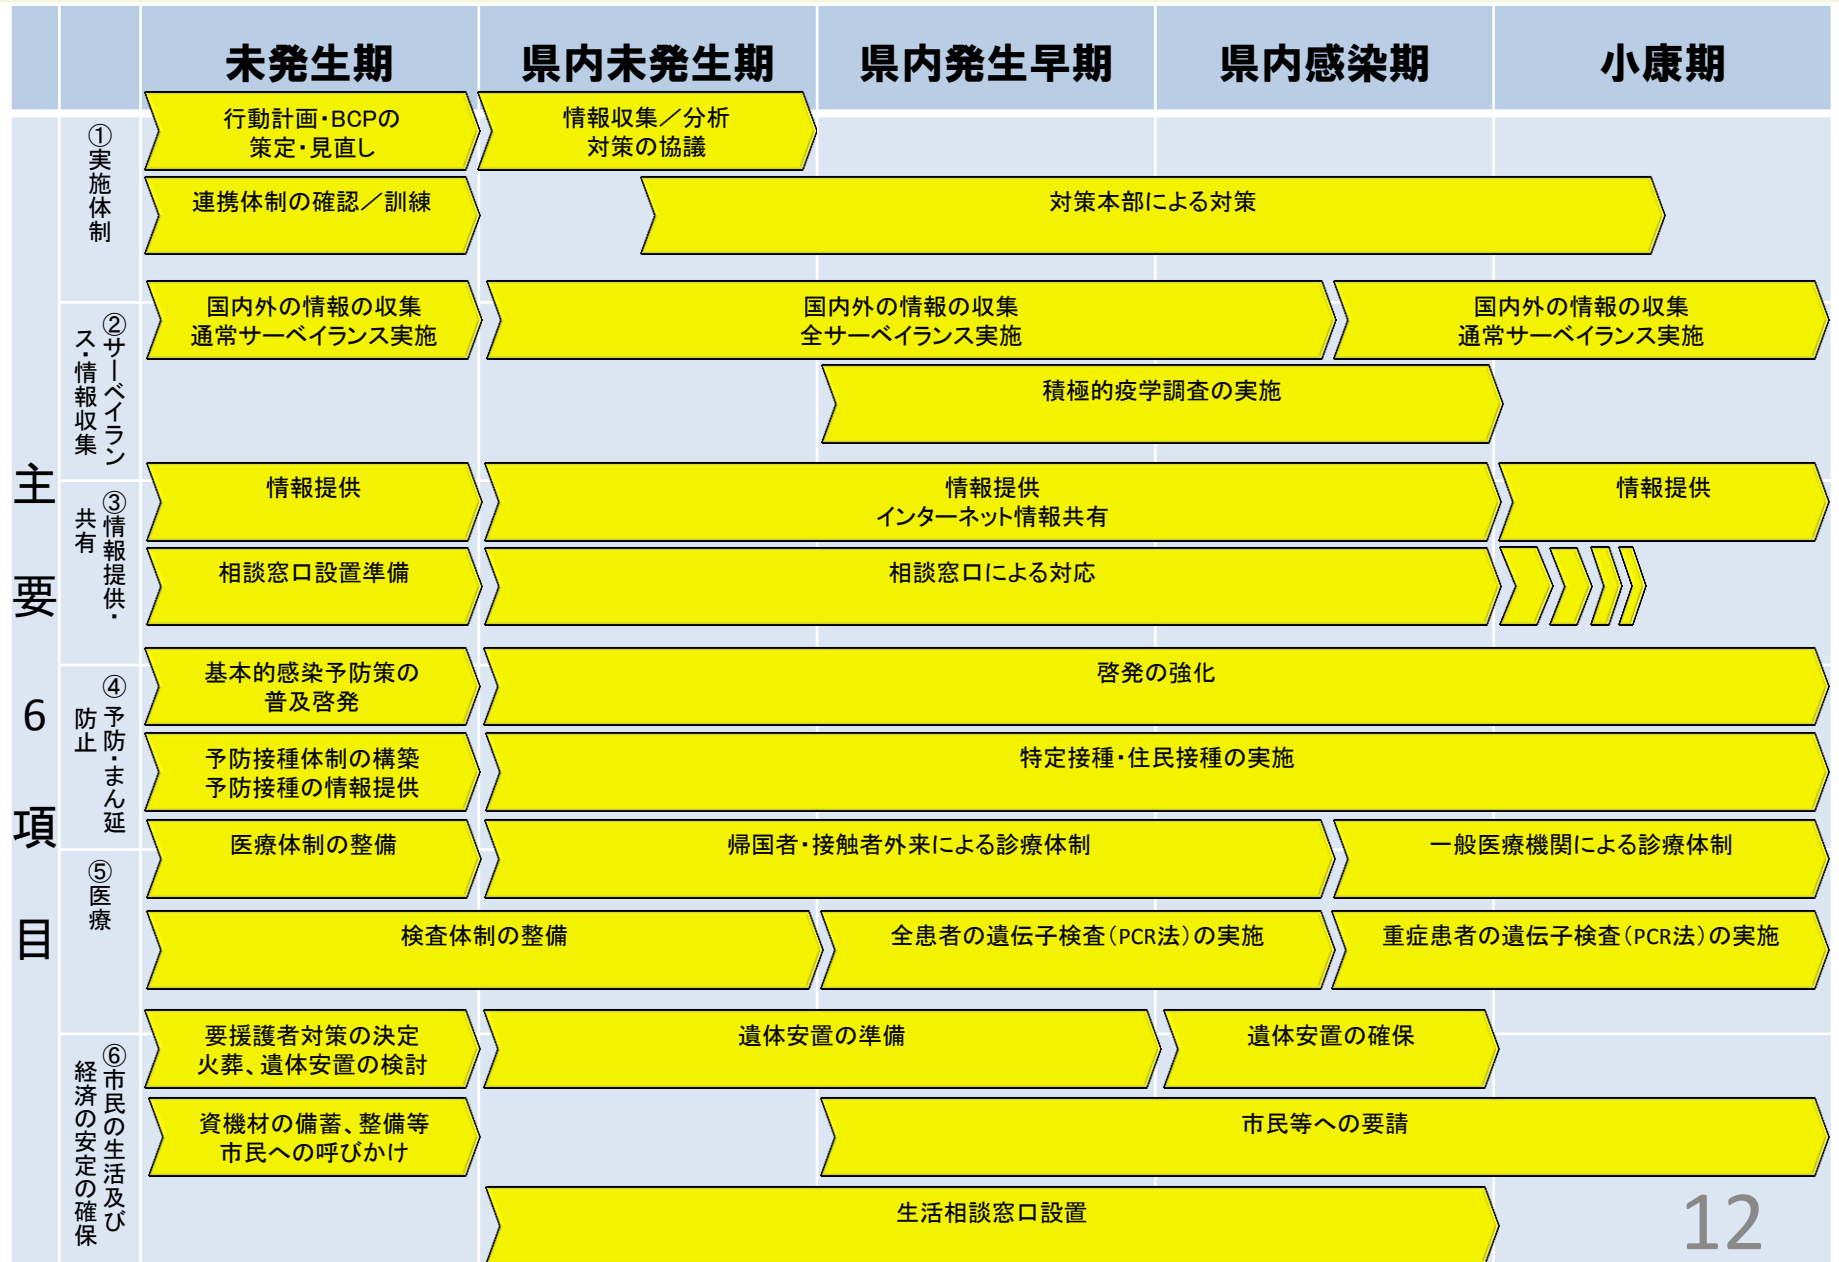 未発生期
県内未発生期
県内発生早期
県内感染期
小康期
主要6項目
①実施体制
行動計画・BCPの
策定・見直し
情報収集／分析
対策の協議
連携体制の確認／訓練
対策本部による対策
②サーベイラン
ス・情報収集
国内外の情報の収集
通常サーベイランス実施
国内外の情報の収集
全サーベイランス実施
国内外の情報の収集
通常サーベイランス実施
積極的疫学調査の実施
③情報提供・
共有
情報提供
情報提供
インターネット情報共有
情報提供
相談窓口設置準備
相談窓口による対応
④予防・まん延
防止
基本的感染予防策の
普及啓発
啓発の強化
予防接種体制の構築
予防接種の情報提供
特定接種・住民接種の実施
⑤医療
医療体制の整備
帰国者・接触者外来による診療体制
一般医療機関による診療体制
検査体制の整備
全患者の遺伝子検査（PCR法）の実施
重症患者の遺伝子検査（PCR法）の実施
⑥市民の生活及び
経済の安定の確保
要援護者対策の決定
火葬、遺体安置の検討
遺体安置の準備
遺体安置の確保
資機材の備蓄、整備等
市民への呼びかけ
市民等への要請
生活相談窓口設置
12